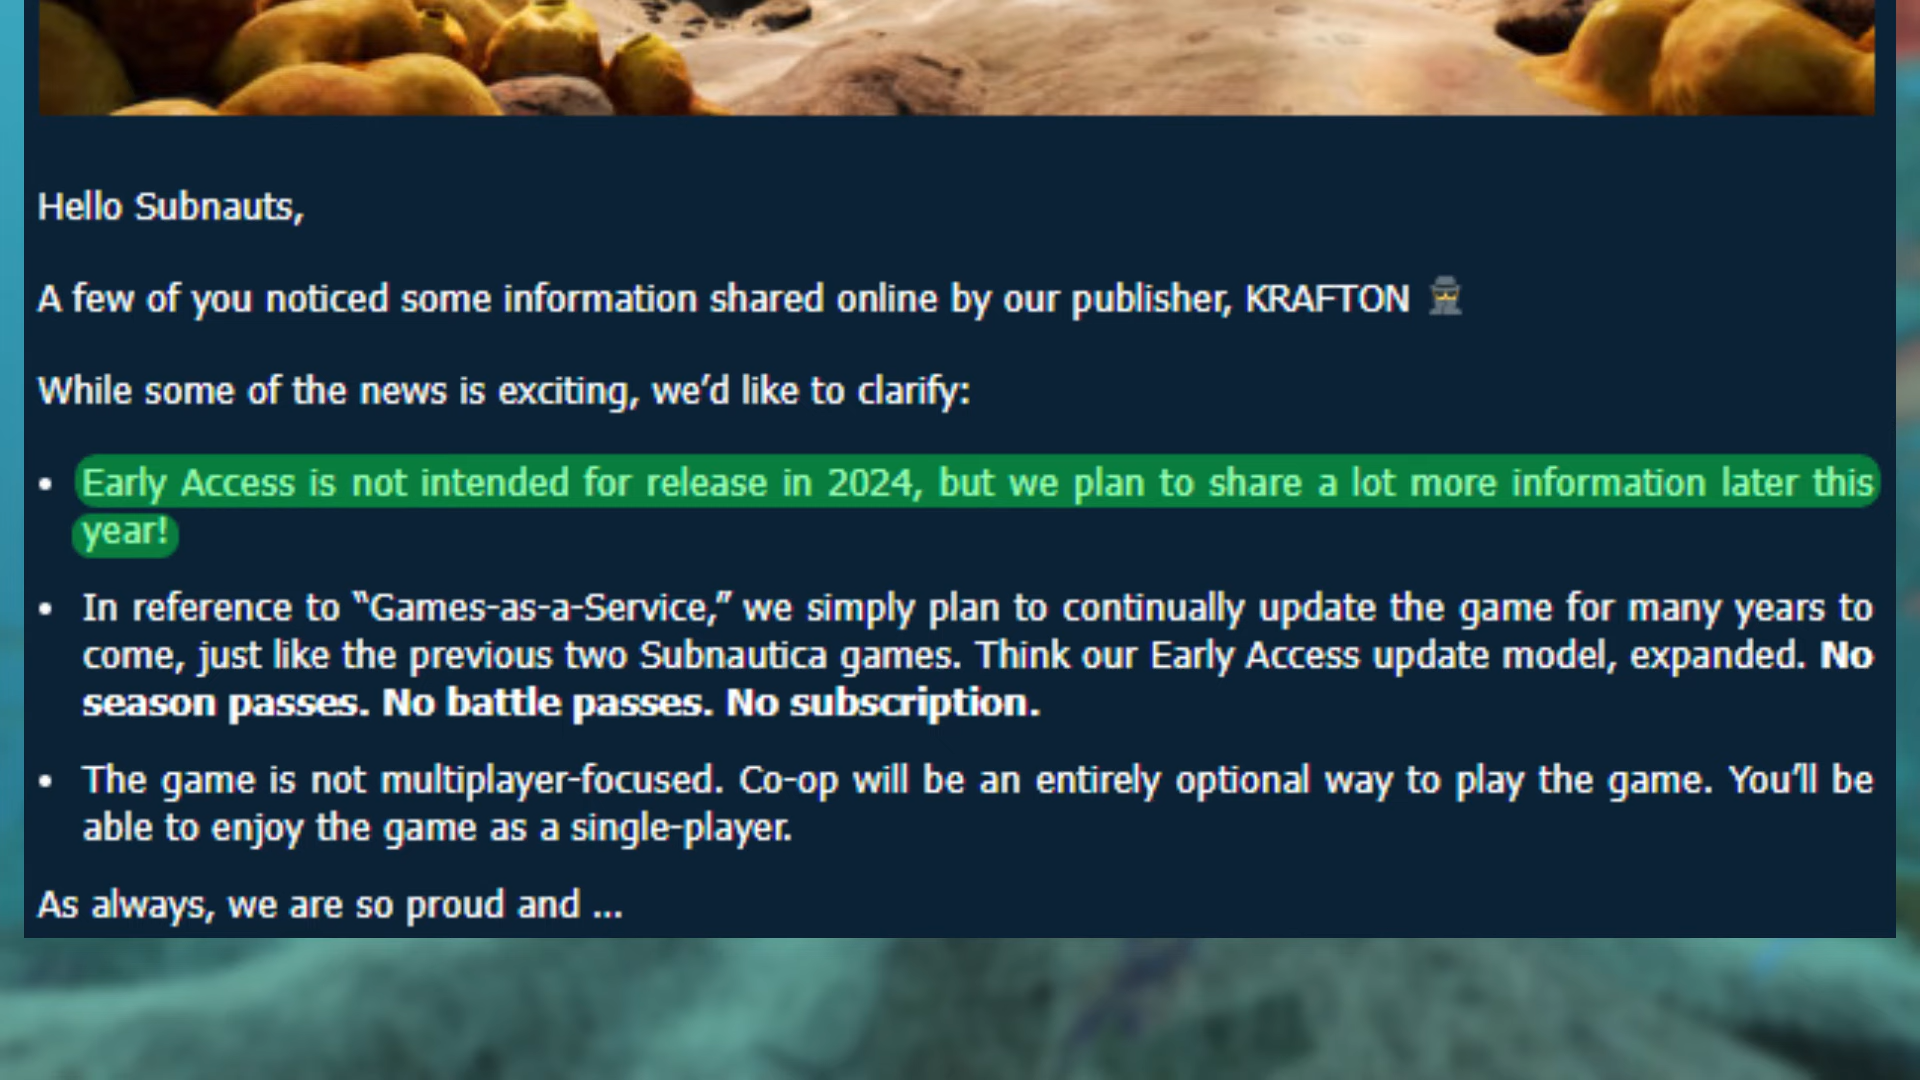 Hello Subnauts,
A few of you noticed some information shared online by our publisher, KRAFTON
While some of the news is exciting, we’d like to clarify:
• Early Access is not intended for release in 2024, but we plan to share a lot more information later this
year!
• In reference to “Games-as-a-Service,” we simply plan to continually update the game for many years to
come, just like the previous two Subnautica games. Think our Early Access update model, expanded. No
season passes. No battle passes. No subscription.
• The game is not multiplayer-focused. Co-op will be an entirely optional way to play the game. You’ll be
able to enjoy the game as a single-player.
As always, we are so proud and ...